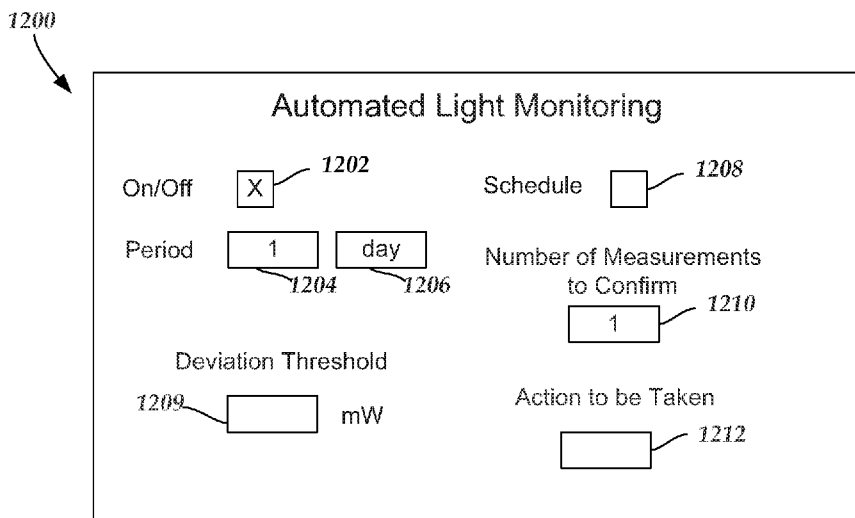 1200
Automated Light Monitoring
On/Off X 1202
Schedule 1208
Period 1 day
1204 1206
Number of Measurements
to Confirm
1 1210
Deviation Threshold
1209 mW
Action to be Taken
1212